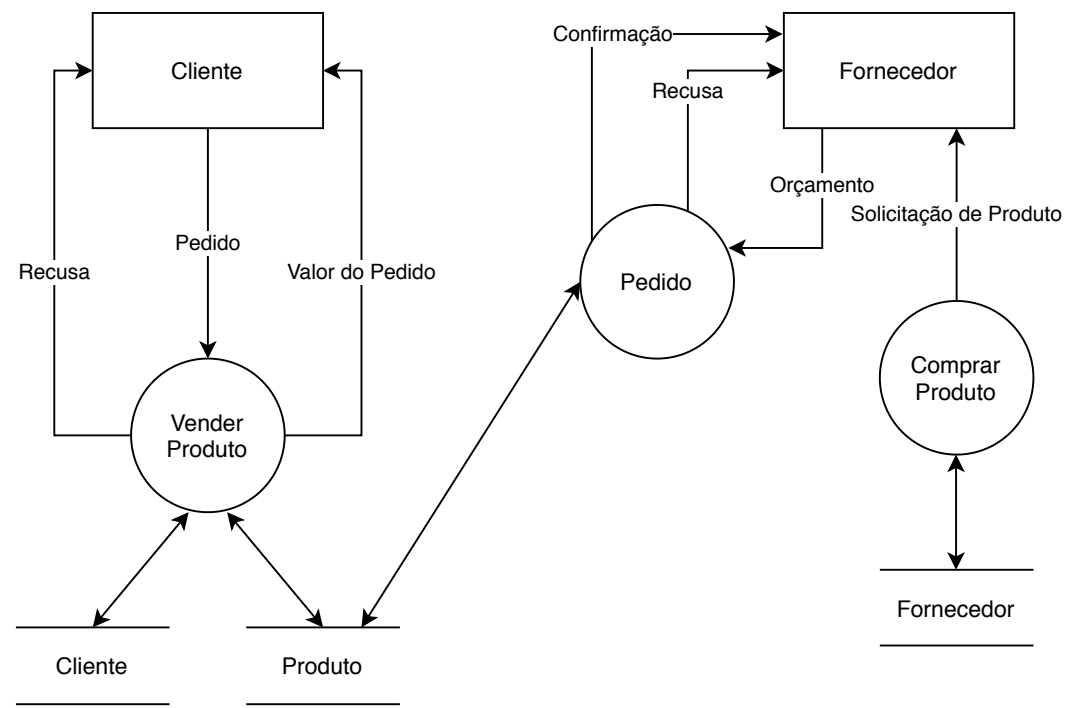 Cliente
Confirmação
Fornecedor
Recusa
Orçamento
Solicitação de Produto
Pedido
Recusa
Valor do Pedido
Pedido
Comprar
Produto
Vender
Produto
Fornecedor
Cliente
Produto